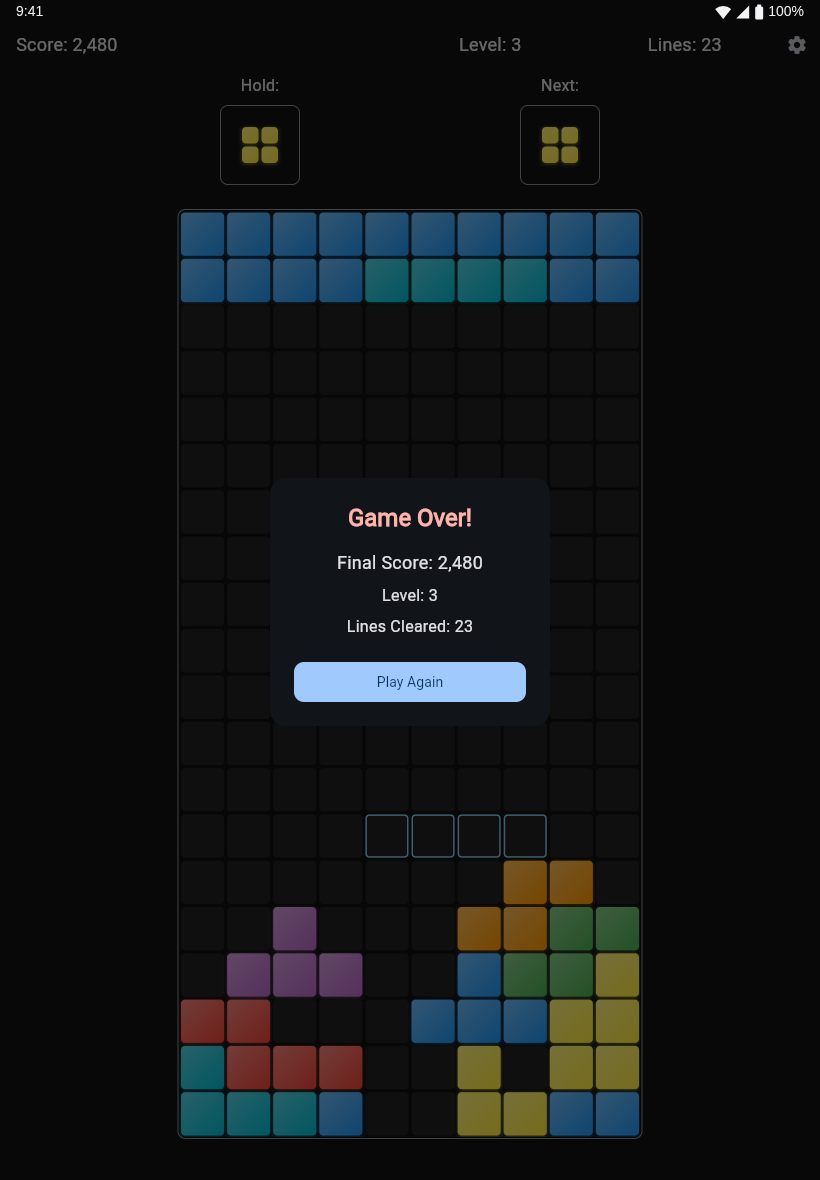 9:41
100%
Score: 2,480
Level: 3
Lines: 23
Hold:
Next:
Game Over!
Final Score: 2,480
Level: 3
Lines Cleared: 23
Play Again